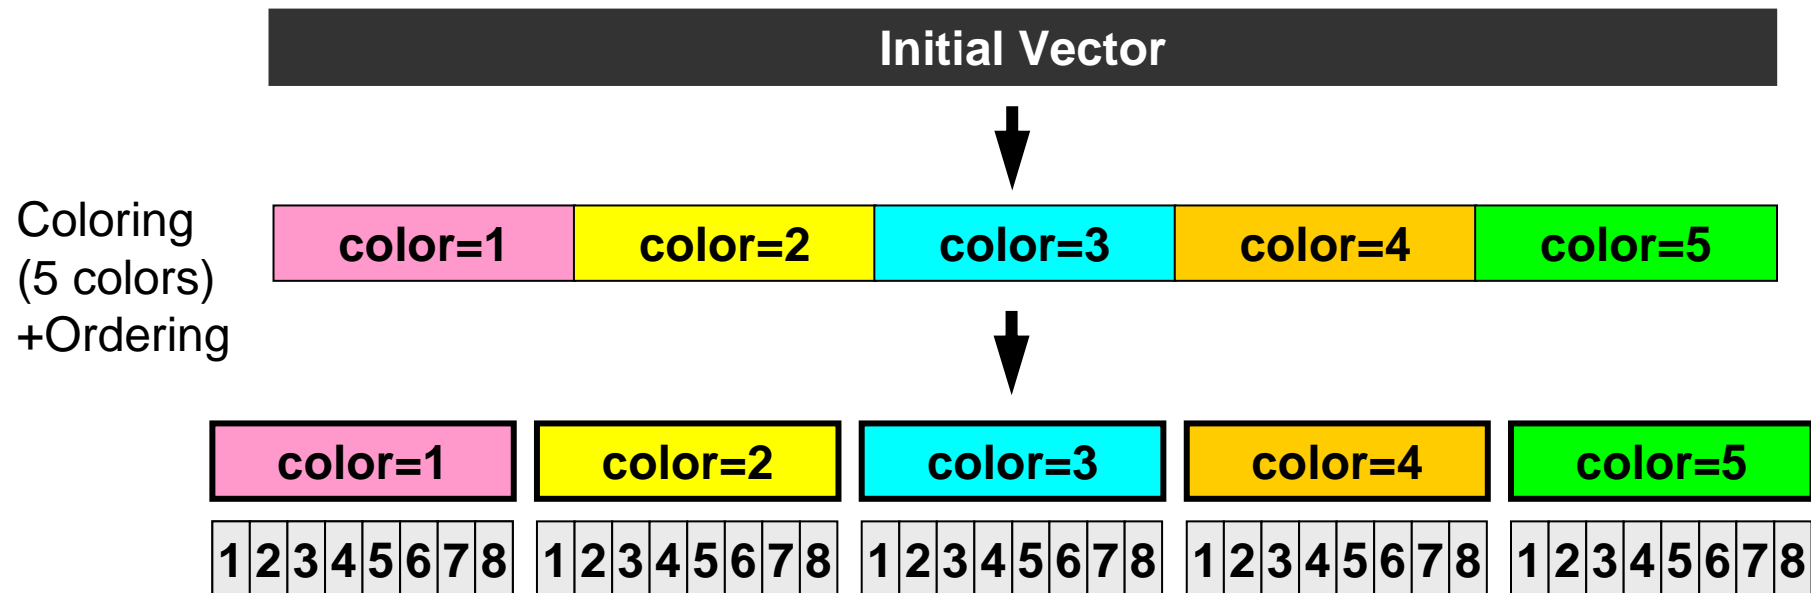 Initial Vector
Coloring
(5 colors)
+Ordering
color=1 color=2 color=3 color=4 color=5
color=1 color=2 color=3 color=4 color=5
1 2 3 4 5 6 7 8 1 2 3 4 5 6 7 8 1 2 3 4 5 6 7 8 1 2 3 4 5 6 7 8 1 2 3 4 5 6 7 8